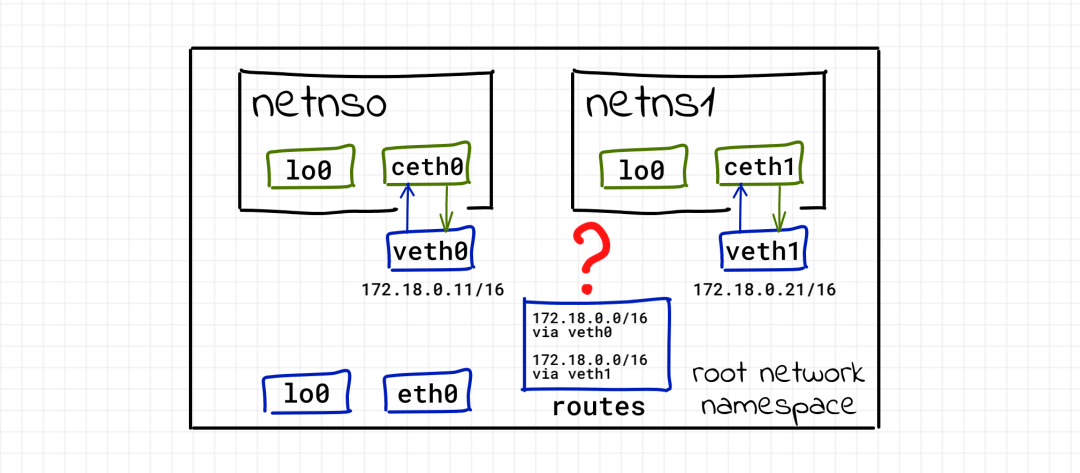 netns0
netns1
lo0
ceth0
lo0
ceth1
veth0
veth1
?
172.18.0.11/16
172.18.0.21/16
172.18.0.0/16
via veth0
172.18.0.0/16
via veth1
lo0
eth0
routes
root network
namespace